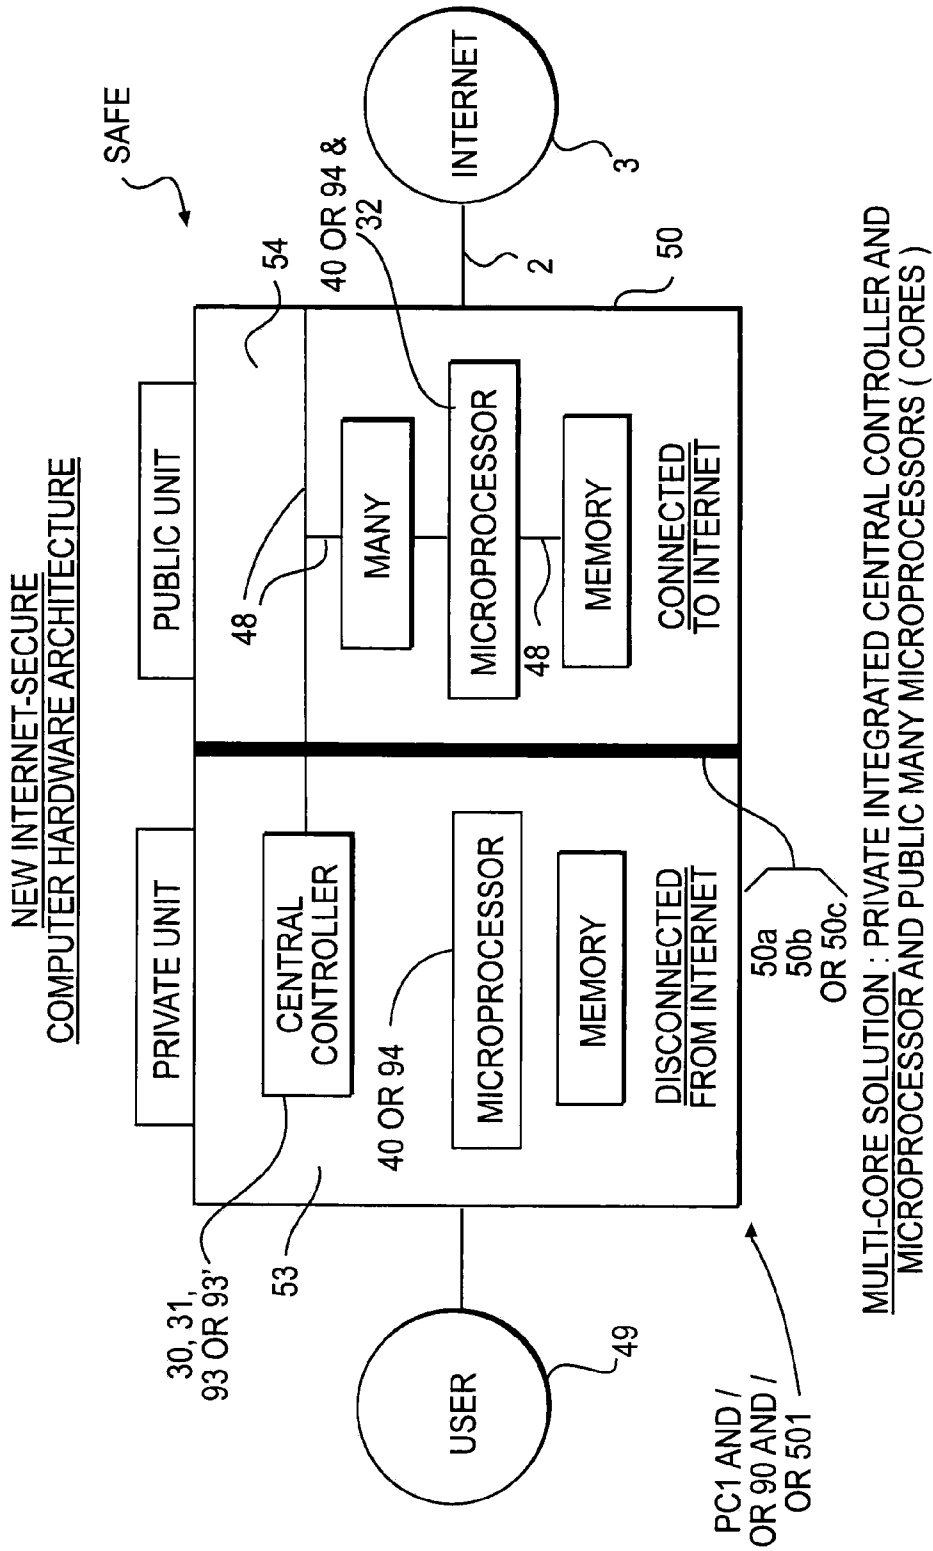 NEW INTERNET-SECURE
COMPUTER HARDWARE ARCHITECTURE
SAFE
PRIVATE UNIT
PUBLIC UNIT
30, 31,
93 OR 93'
53
CENTRAL
CONTROLLER
48
54
MANY
40 OR 94 &
32
40 OR 94
MICROPROCESSOR
MICROPROCESSOR
USER
49
INTERNET
3
2
48
MEMORY
MEMORY
50
DISCONNECTED
FROM INTERNET
CONNECTED
TO INTERNET
PC1 AND /
OR 90 AND /
OR 501
50a
50b
OR 50c
MULTI-CORE SOLUTION : PRIVATE INTEGRATED CENTRAL CONTROLLER AND
MICROPROCESSOR AND PUBLIC MANY MICROPROCESSORS ( CORES )